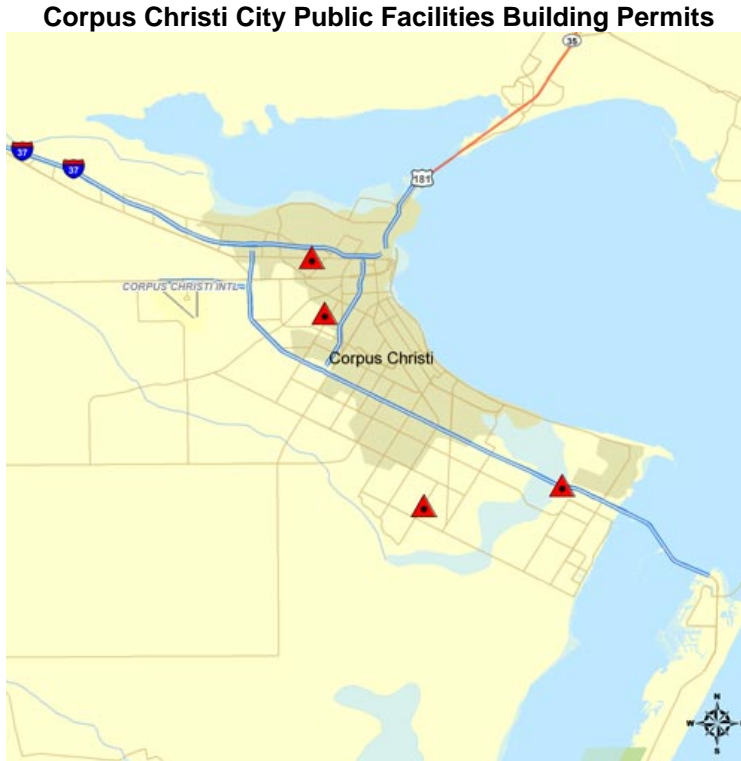 Corpus Christi City Public Facilities Building Permits
35
37
37
181
CORPUS CHRISTI INTL
Corpus Christi
N
W
S